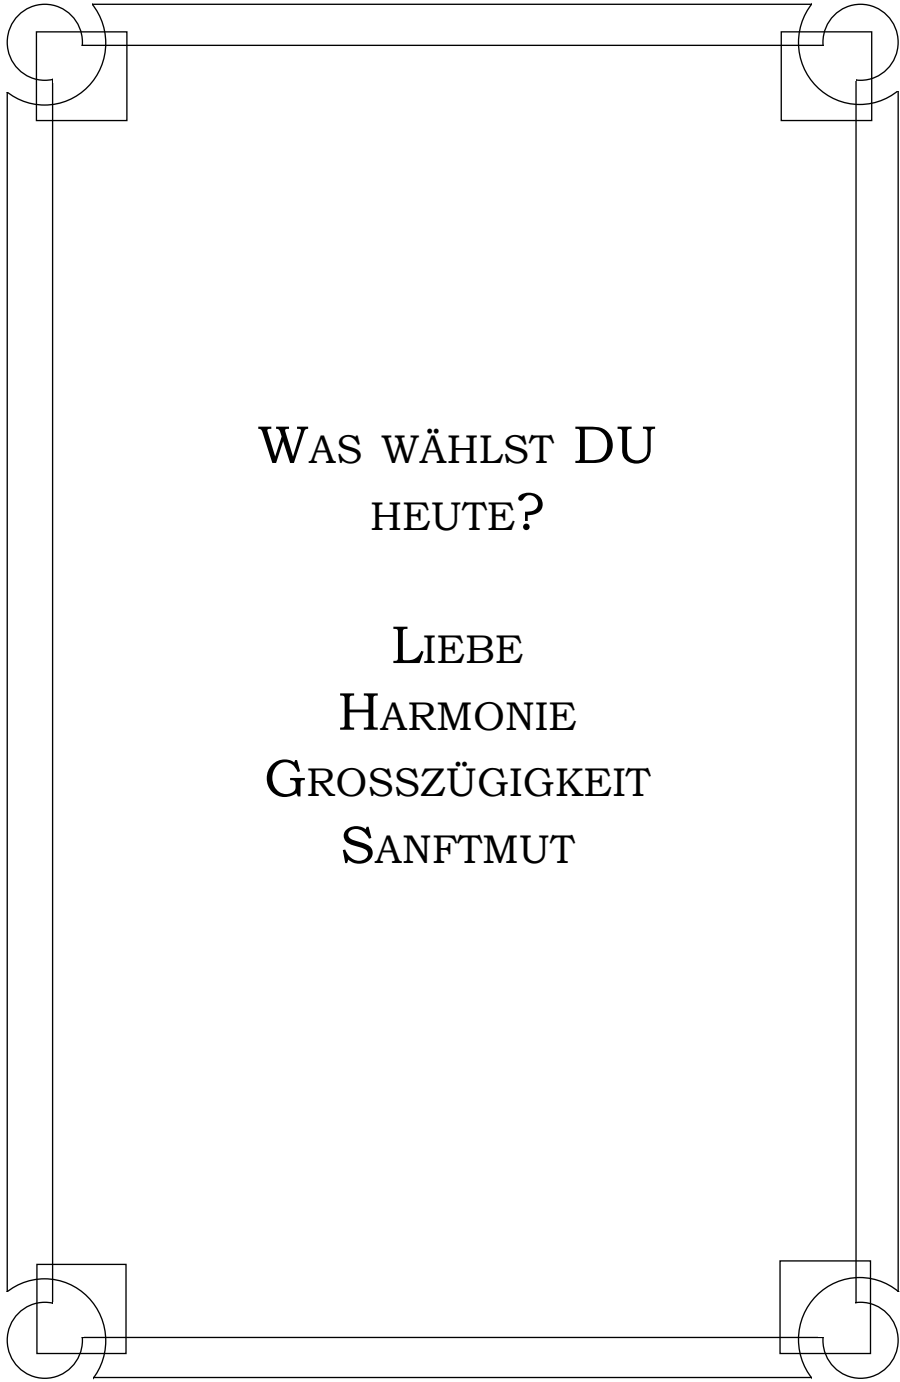 Was wählst DU
heute?
Liebe
Harmonie
Grosszügigkeit
Sanftmut